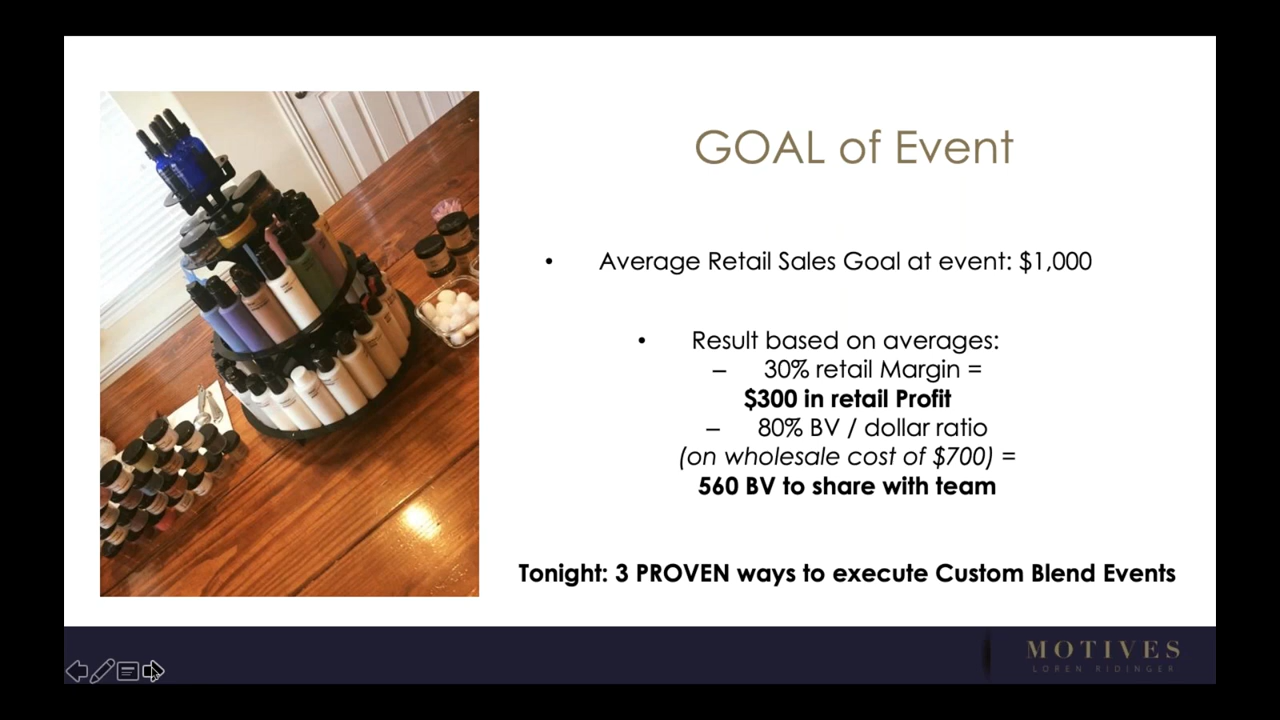 GOAL of Event
• Average Retail Sales Goal at event: $1,000
• Result based on averages:
– 30% retail Margin =
$300 in retail Profit
– 80% BV / dollar ratio
(on wholesale cost of $700) =
560 BV to share with team
Tonight: 3 PROVEN ways to execute Custom Blend Events
MOTIVES
LOREN RIDINGER